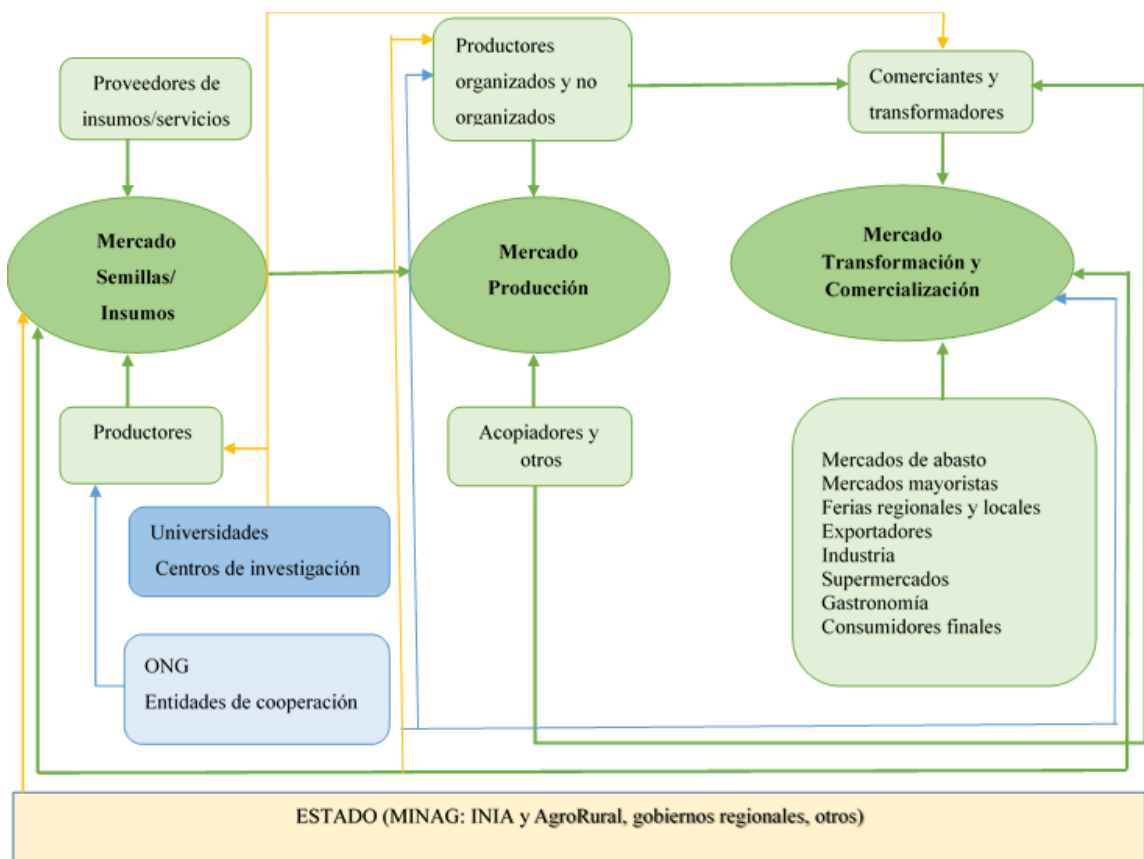 Proveedores de
insumos/servicios
Productores
organizados y no
organizados
Comerciantes y
transformadores
Mercado
Semillas/
Insumos
Mercado
Producción
Mercado
Transformación y
Comercialización
Productores
Acopiadores y
otros
Mercados de abasto
Mercados mayoristas
Ferias regionales y locales
Exportadores
Industria
Supermercados
Gastronomía
Consumidores finales
Universidades
Centros de investigación
ONG
Entidades de cooperación
ESTADO (MINAG: INIA y AgroRural, gobiernos regionales, otros)